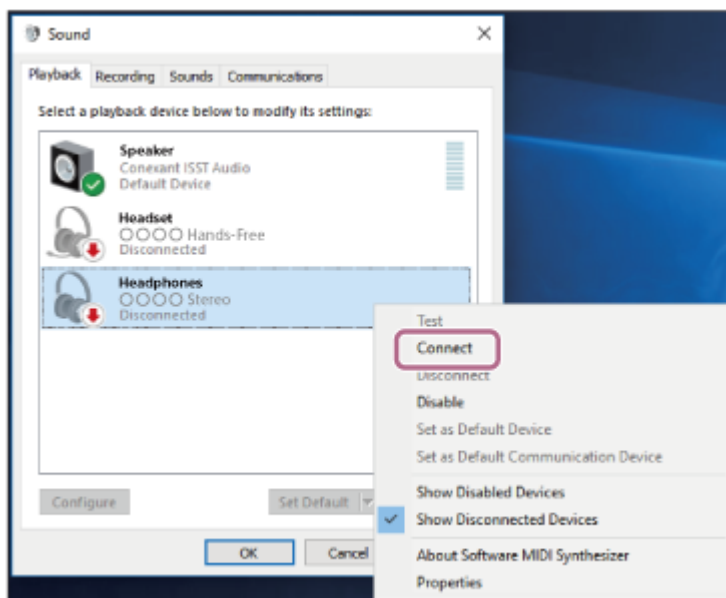 Sound
Playback Recording Sounds Communications
Select a playback device below to modify its settings:
Speaker
Conexant ISST Audio
Default Device
Headset
○○○○ Hands-Free
Disconnected
Headphones
○○○○ Stereo
Disconnected
Test
Connect
Disconnect
Disable
Set as Default Device
Set as Default Communication Device
Show Disabled Devices
Show Disconnected Devices
About Software MIDI Synthesizer
Properties
Configure Set Default
OK Cancel